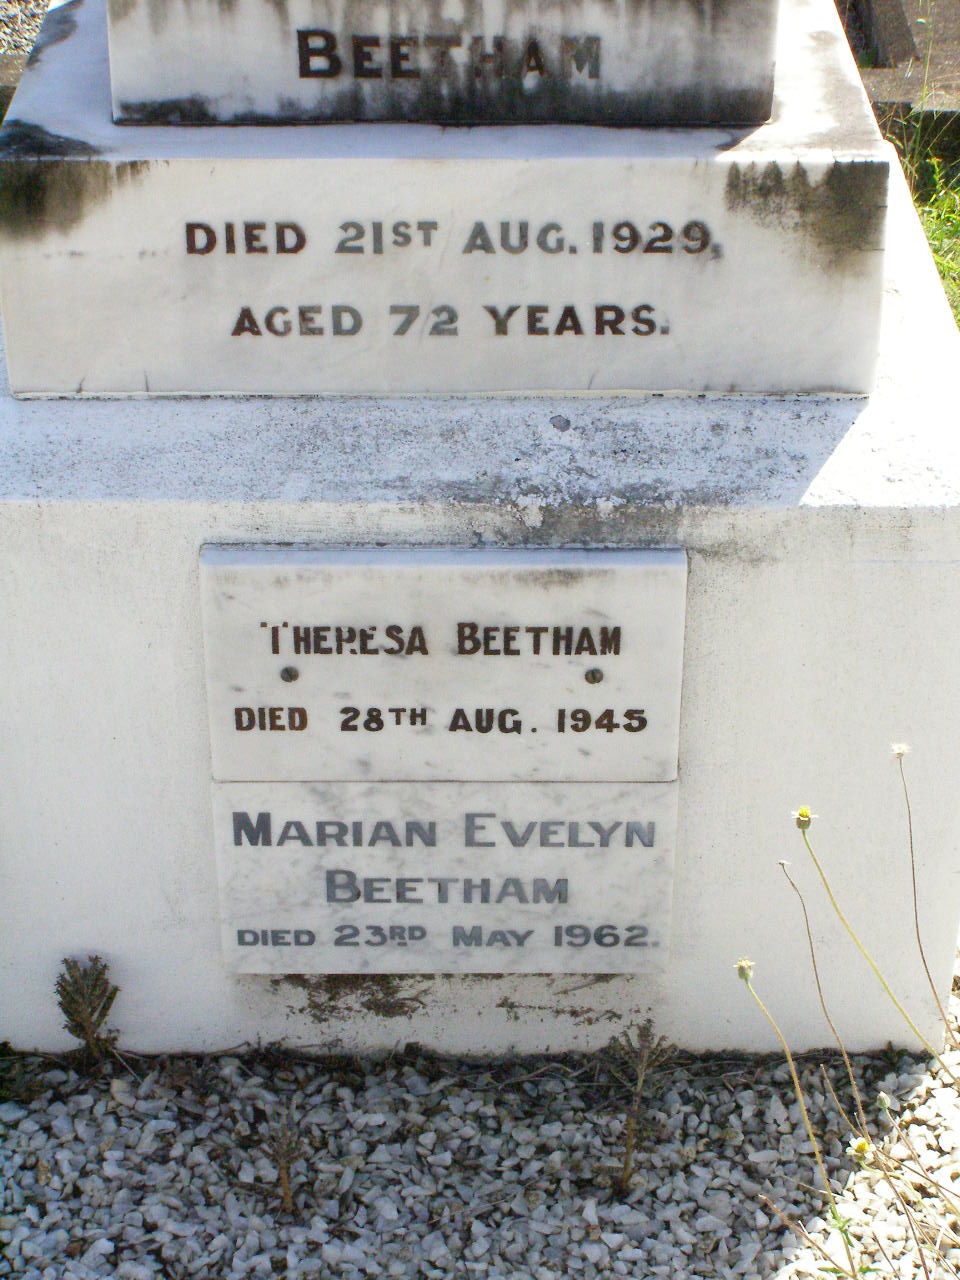 BEETHAM
DIED 21ST AUG. 1929.
AGED 72 YEARS.
THERESA BEETHAM
DIED 28TH AUG. 1945
MARIAN EVELYN
BEETHAM
DIED 23RD MAY 1962.